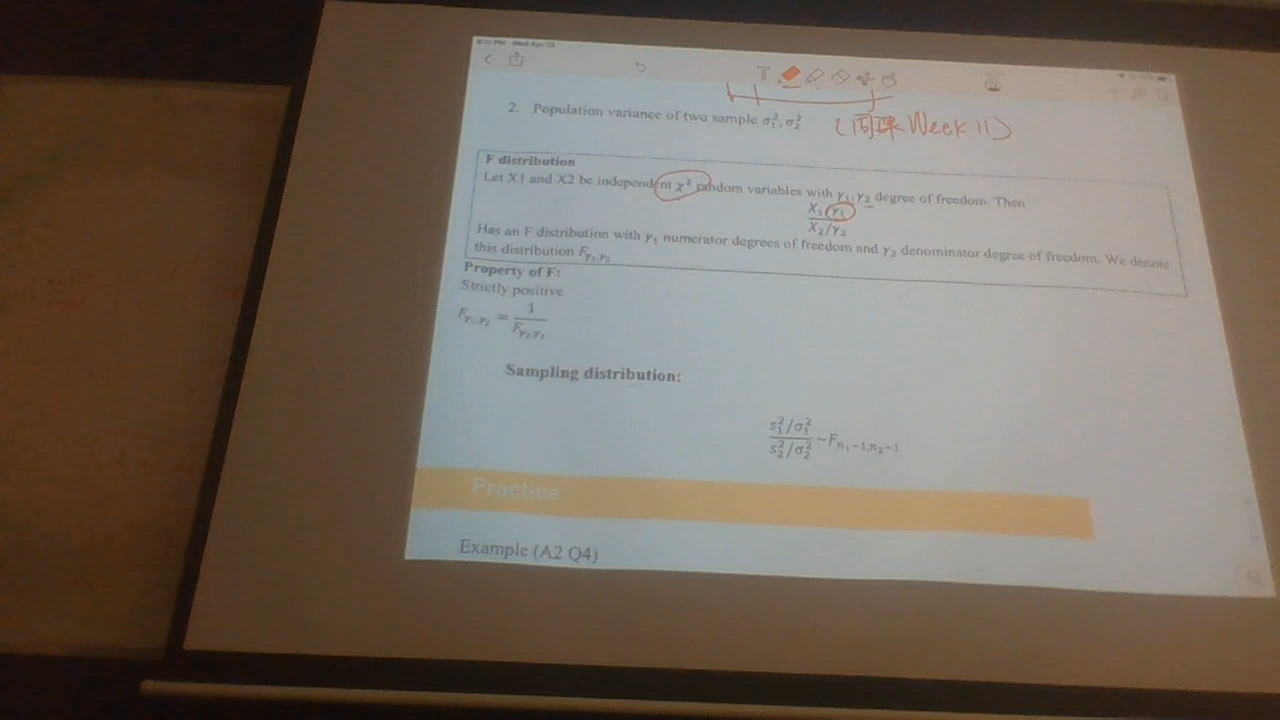 2. Population variance of two sample σ₁², σ₂² (同课 Week 11)
F distribution
Let X1 and X2 be independent χ² random variables with γ₁, γ₂ degree of freedom. Then
X₁/γ₁
X₂/γ₂
Has an F distribution with γ₁ numerator degrees of freedom and γ₂ denominator degree of freedom. We denote
this distribution F_{γ₁,γ₂}
Property of F:
Strictly positive
F_{γ₁,γ₂} = 1 / F_{γ₂,γ₁}
Sampling distribution:
s₁²/σ₁²
s₂²/σ₂² ~F_{n₁−1,n₂−1}
Practice
Example (A2 Q4)